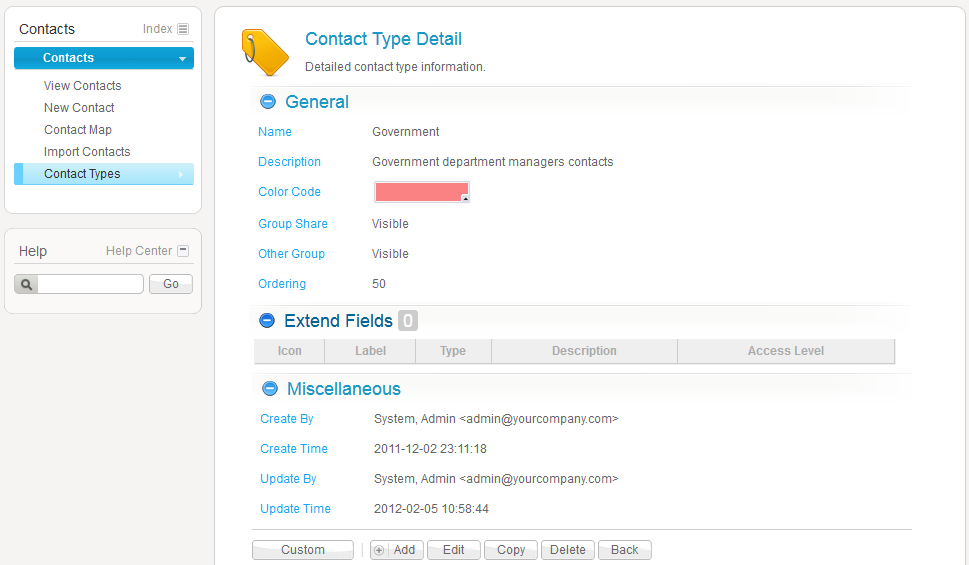 Contacts Index
Contacts
View Contacts
New Contact
Contact Map
Import Contacts
Contact Types
Help Help Center
Go
Contact Type Detail
Detailed contact type information.
General
Name Government
Description Government department managers contacts
Color Code
Group Share Visible
Other Group Visible
Ordering 50
Extend Fields 0
Icon Label Type Description Access Level
Miscellaneous
Create By System, Admin <admin@yourcompany.com>
Create Time 2011-12-02 23:11:18
Update By System, Admin <admin@yourcompany.com>
Update Time 2012-02-05 10:58:44
Custom Add Edit Copy Delete Back